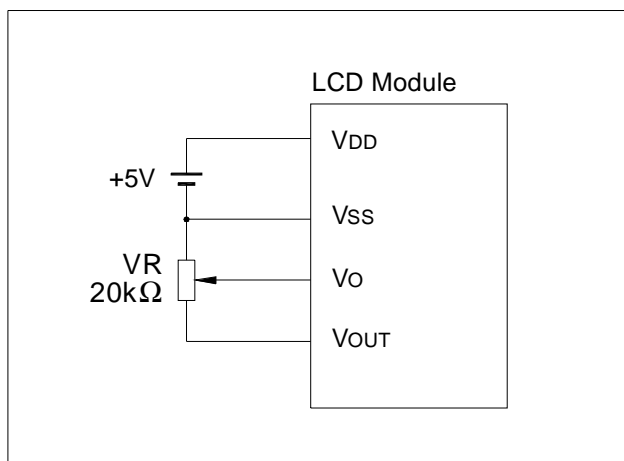 LCD Module
VDD
+5V
VSS
VR
20kΩ
VO
VOUT